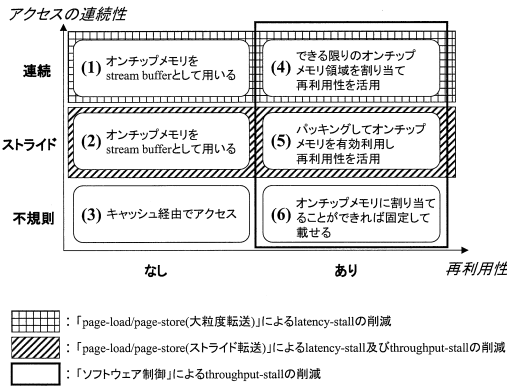 アクセスの連続性
連続
(1) オンチップメモリを
stream bufferとして用いる
(4) できる限りのオンチップ
メモリ領域を割り当て
再利用性を活用
ストライド
(2) オンチップメモリを
stream bufferとして用いる
(5) パッキングしてオンチップ
メモリを有効利用し
再利用性を活用
不規則
(3) キャッシュ経由でアクセス
(6) オンチップメモリに割り当て
ることができれば固定して
載せる
なし
あり
再利用性
:「page-load/page-store(大粒度転送)」によるlatency-stallの削減
:「page-load/page-store(ストライド転送)」によるlatency-stall及びthroughput-stallの削減
:「ソフトウェア制御」によるthroughput-stallの削減